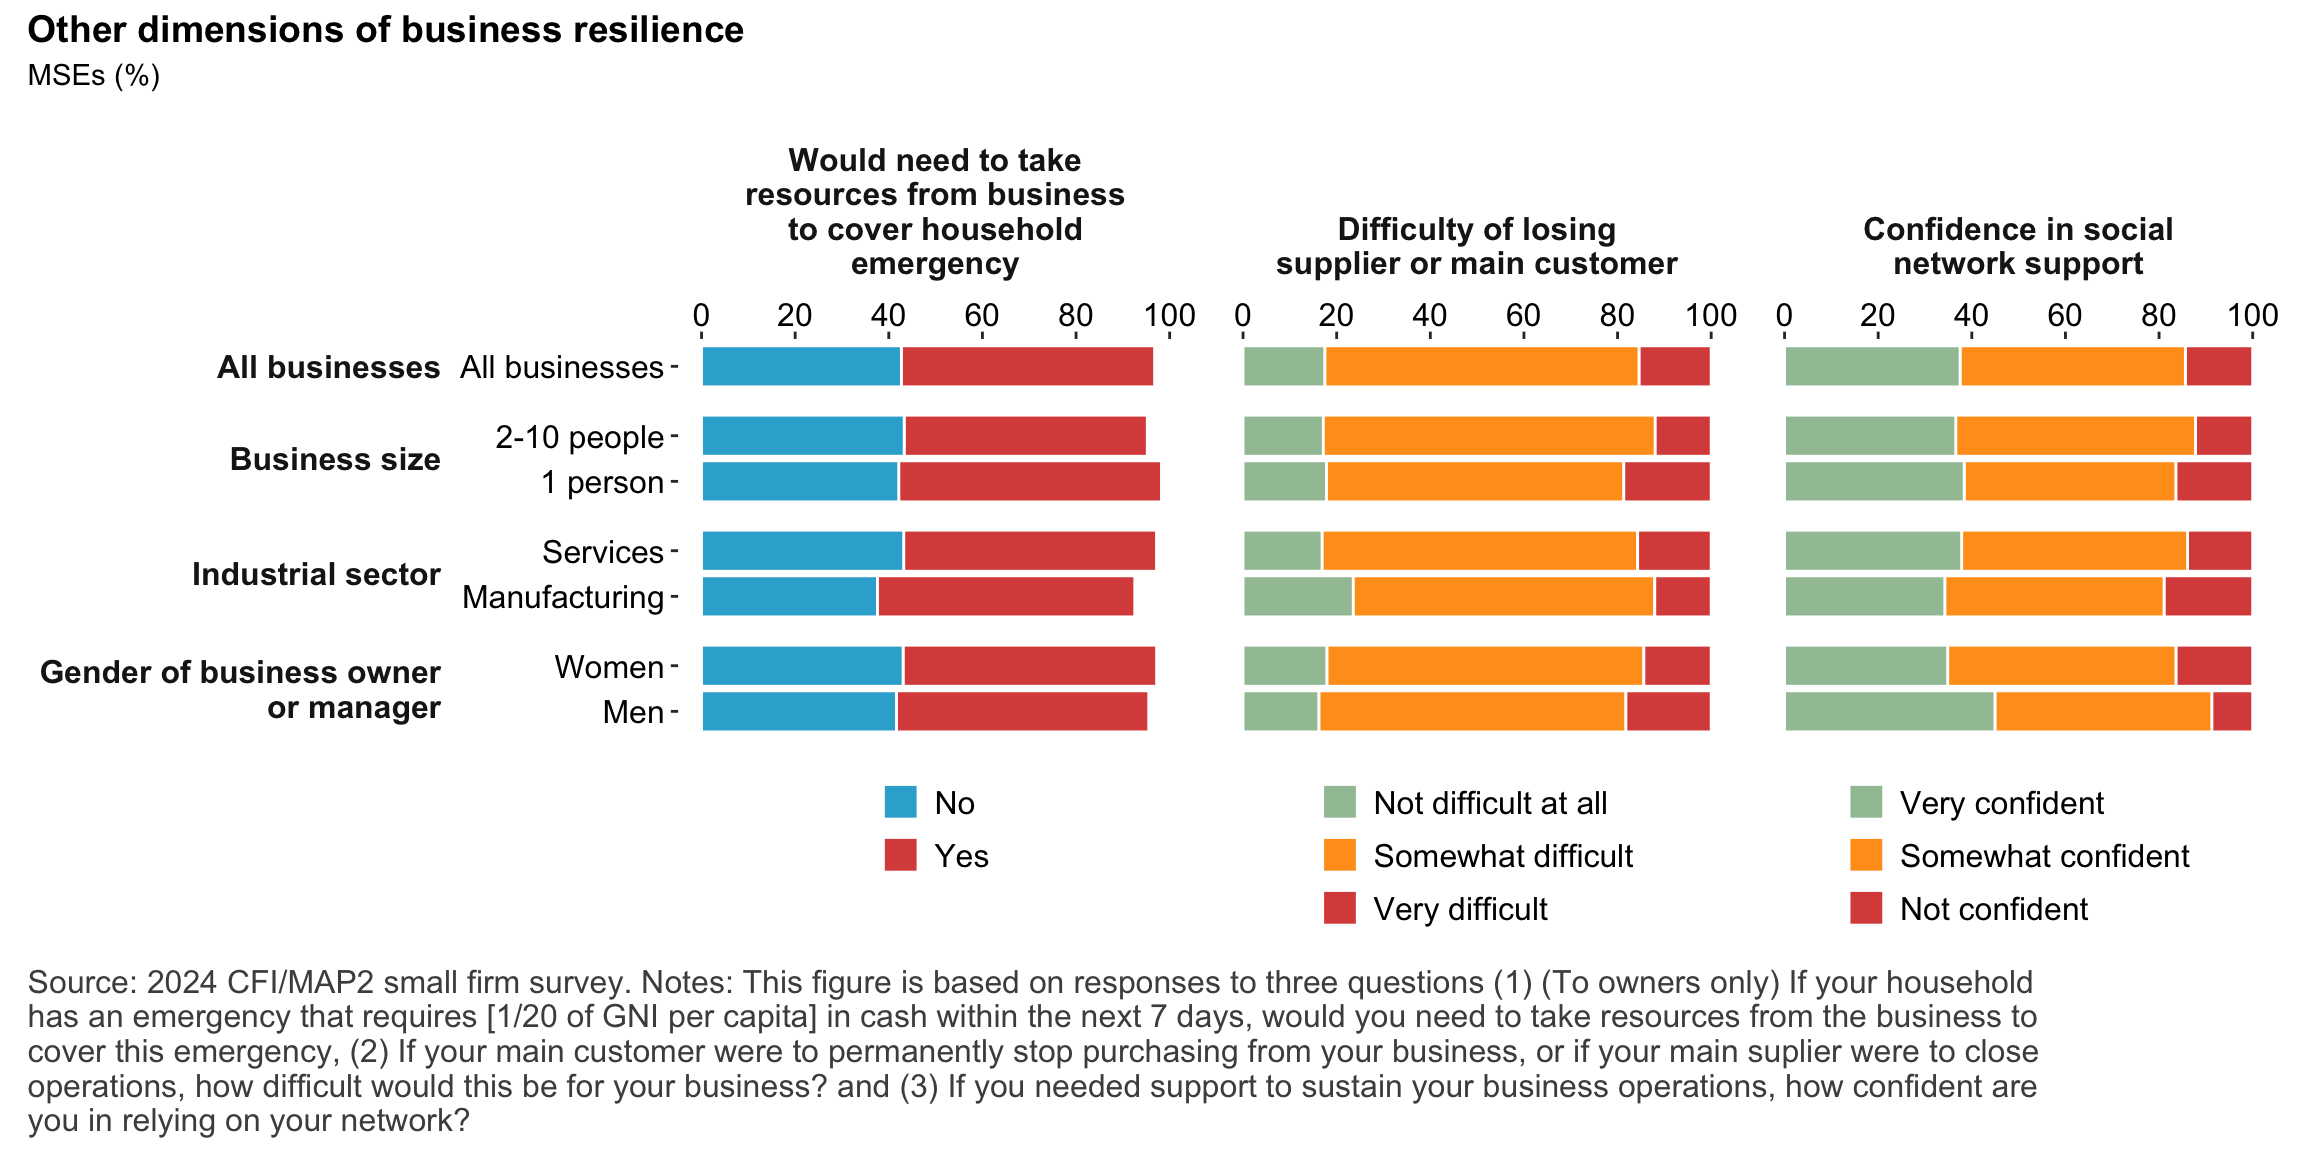 Other dimensions of business resilience
MSEs (%)
Would need to take
resources from business
to cover household
emergency
Difficulty of losing
supplier or main customer
Confidence in social
network support
0 20 40 60 80 100 0 20 40 60 80 100 0 20 40 60 80 100
All businesses All businesses
Business size
2-10 people
1 person
Industrial sector
Services
Manufacturing
Gender of business owner
or manager
Women
Men
No
Yes
Not difficult at all
Somewhat difficult
Very difficult
Very confident
Somewhat confident
Not confident
Source: 2024 CFI/MAP2 small firm survey. Notes: This figure is based on responses to three questions (1) (To owners only) If your household
has an emergency that requires [1/20 of GNI per capita] in cash within the next 7 days, would you need to take resources from the business to
cover this emergency, (2) If your main customer were to permanently stop purchasing from your business, or if your main suplier were to close
operations, how difficult would this be for your business? and (3) If you needed support to sustain your business operations, how confident are
you in relying on your network?